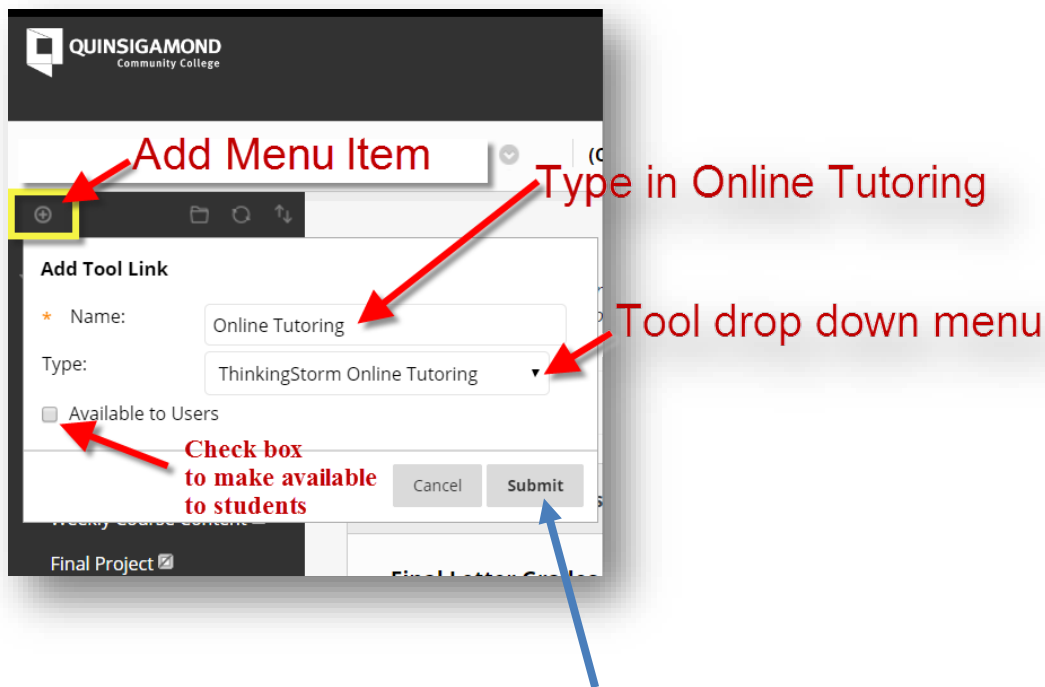 QUINSIGAMOND
Community College
Add Menu Item
(C
Type in Online Tutoring
Add Tool Link
* Name:
Online Tutoring
Tool drop down menu
Type:
ThinkingStorm Online Tutoring
Available to Users
Check box
to make available
to students
Cancel
Submit
Weekly Course Content
Final Project
Final Letter Grades